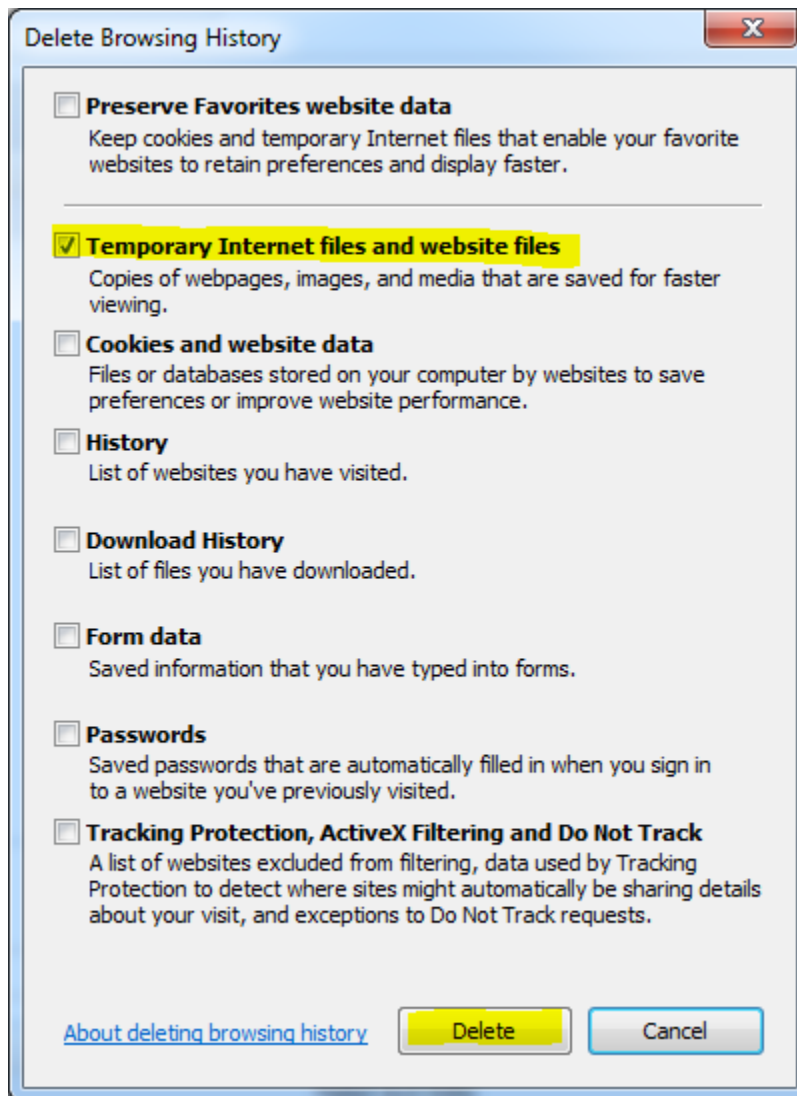 Delete Browsing History
Preserve Favorites website data
Keep cookies and temporary Internet files that enable your favorite
websites to retain preferences and display faster.
Temporary Internet files and website files
Copies of webpages, images, and media that are saved for faster
viewing.
Cookies and website data
Files or databases stored on your computer by websites to save
preferences or improve website performance.
History
List of websites you have visited.
Download History
List of files you have downloaded.
Form data
Saved information that you have typed into forms.
Passwords
Saved passwords that are automatically filled in when you sign in
to a website you've previously visited.
Tracking Protection, ActiveX Filtering and Do Not Track
A list of websites excluded from filtering, data used by Tracking
Protection to detect where sites might automatically be sharing details
about your visit, and exceptions to Do Not Track requests.
About deleting browsing history
Delete
Cancel